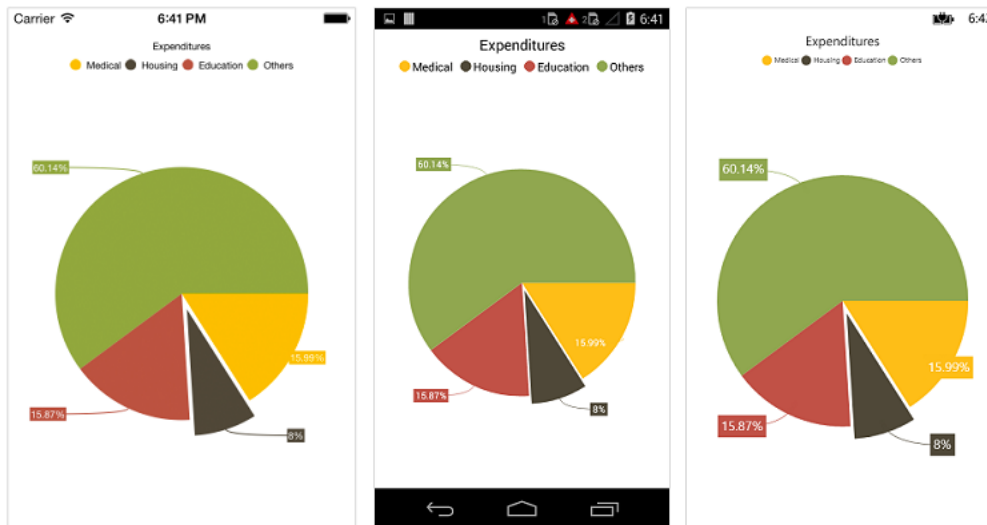 Carrier 6:41 PM
Expenditures
Medical Housing Education Others
60.14%
15.99%
15.87%
8%
1 2 6:41
Expenditures
Medical Housing Education Others
60.14%
15.99%
15.87%
8%
Expenditures
Medical Housing Education Others
60.14%
15.99%
15.87%
8%